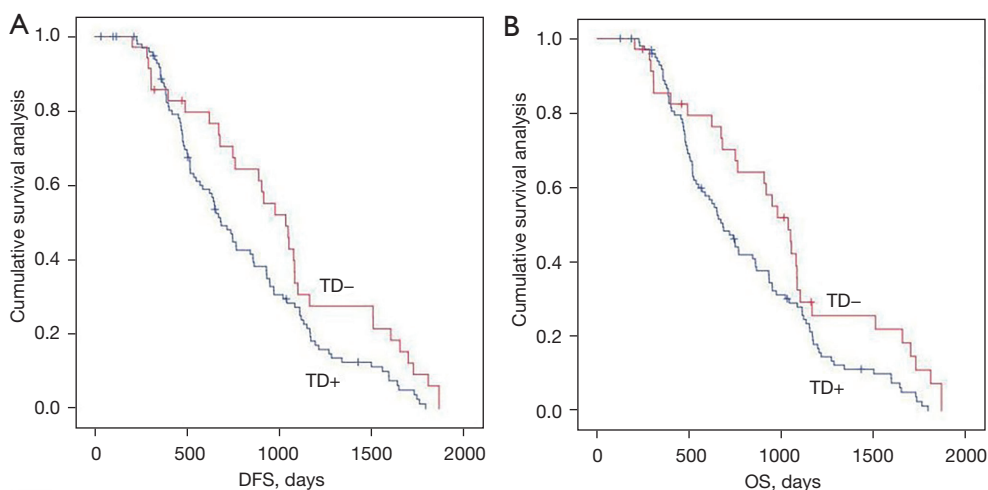 A
Cumulative survival analysis
1.0
0.8
0.6
0.4
0.2
0.0
TD–
TD+
0
500
1000
1500
2000
DFS, days
B
Cumulative survival analysis
1.0
0.8
0.6
0.4
0.2
0.0
TD–
TD+
0
500
1000
1500
2000
OS, days